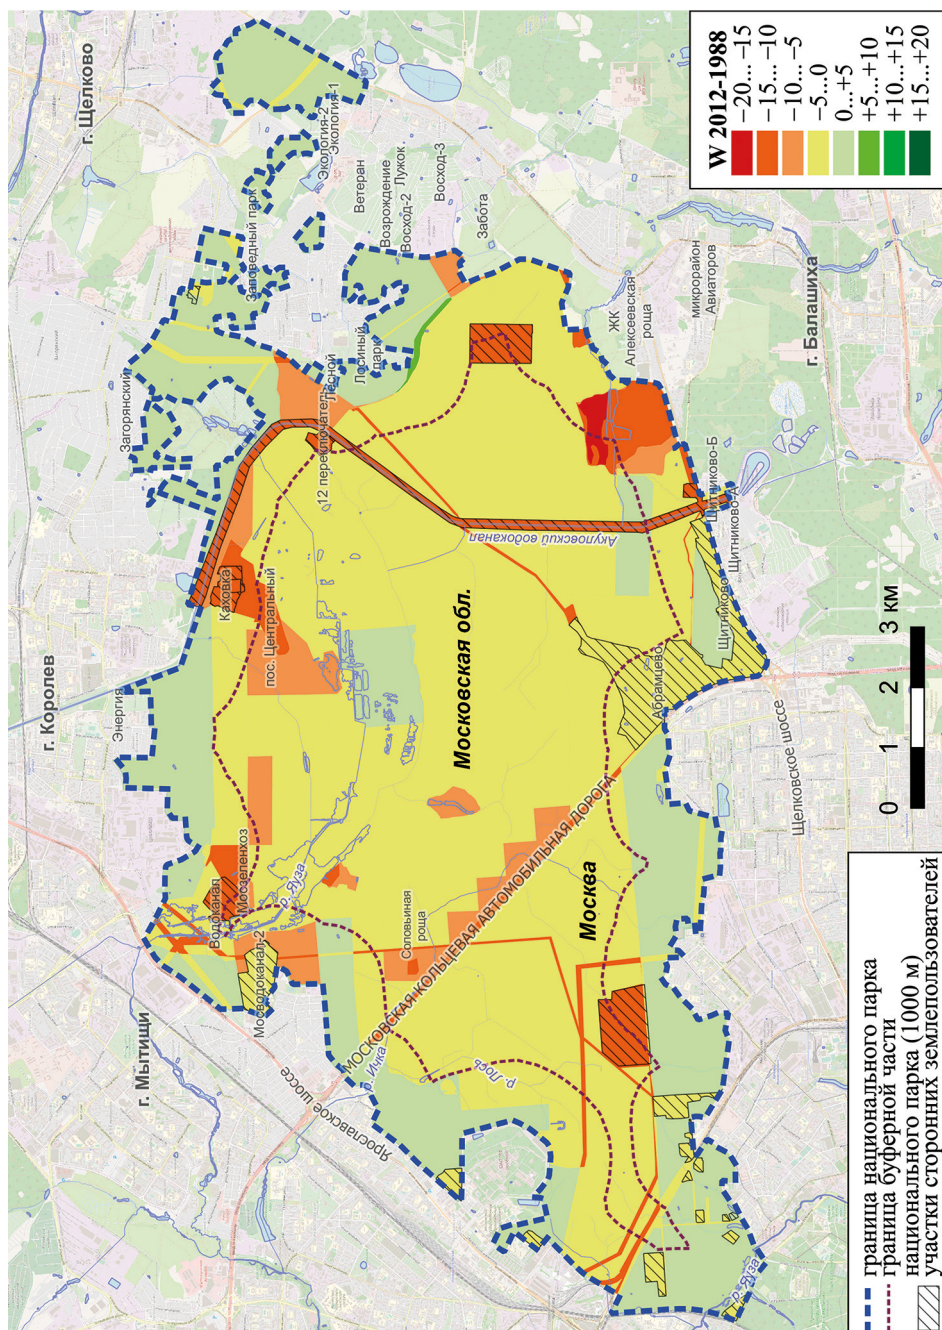 г. Щелково
Экология-2
Экология-1
Ветеран
Возрождение
Восход-2
Лужок
Восход-3
Забота
Заповедный парк
Загорянский
Лосиный
парк
Лесной
12 переключатель
ЖК
Алексеевская
роща
микрорайон
Авиаторов
г. Балашиха
Щитниково-Б
Щитниково-А
Щитниково
Абрамцево
Акуловский водоканал
Каховка
пос. Центральный
г. Королев
Энергия
Московская обл.
Водоканал
Мосзеленхоз
р. Яуза
Мосводоканал-2
г. Мытищи
Соловьиная
роща
МОСКОВСКАЯ КОЛЬЦЕВАЯ АВТОМОБИЛЬНАЯ ДОРОГА
Москва
р. Ичка
р. Лось
Ярославское шоссе
Щелковское шоссе
р. Яуза
W 2012-1988
−20... −15
−15... −10
−10... −5
−5...0
0...+5
+5...+10
+10...+15
+15...+20
0 1 2 3 км
граница национального парка
граница буферной части
национального парка (1000 м)
участки сторонних землепользователей